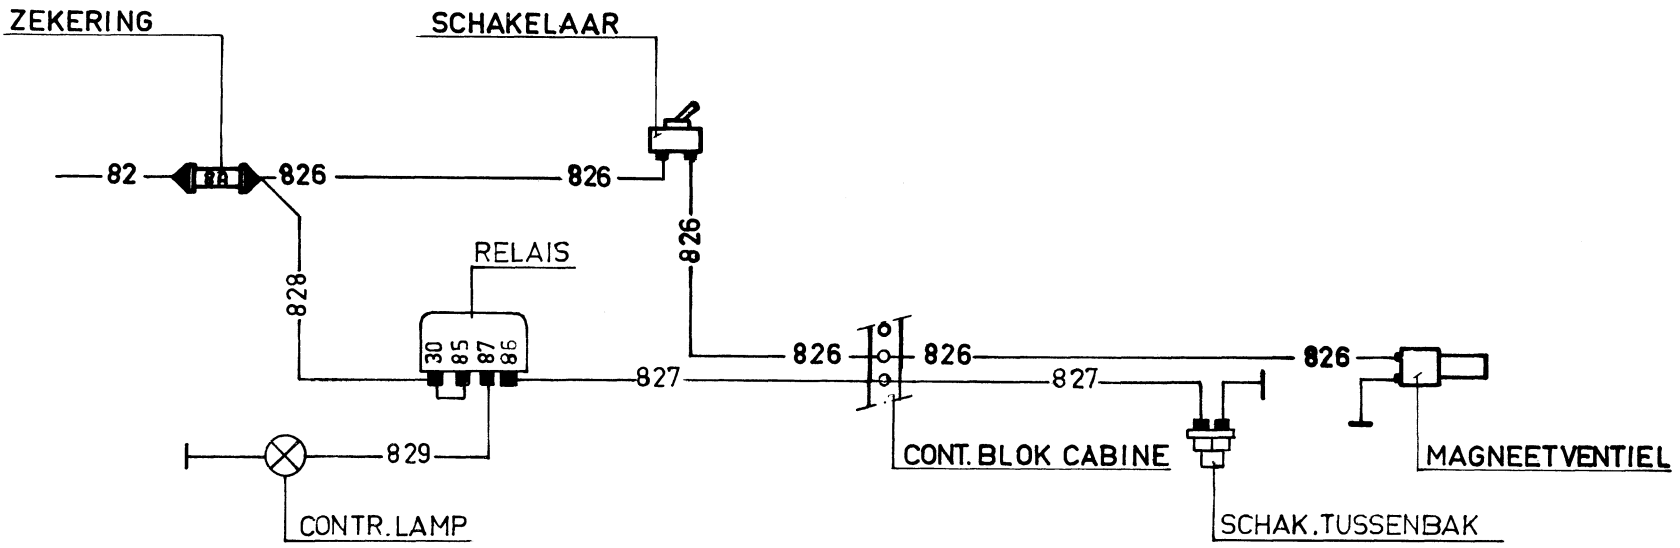 ZEKERING
SCHAKELAAR
82
8A
826
826
826
RELAIS
828
30
85
87
86
826
826
826
827
827
829
CONT. BLOK CABINE
MAGNEETVENTIEL
CONTR. LAMP
SCHAK. TUSSENBAK